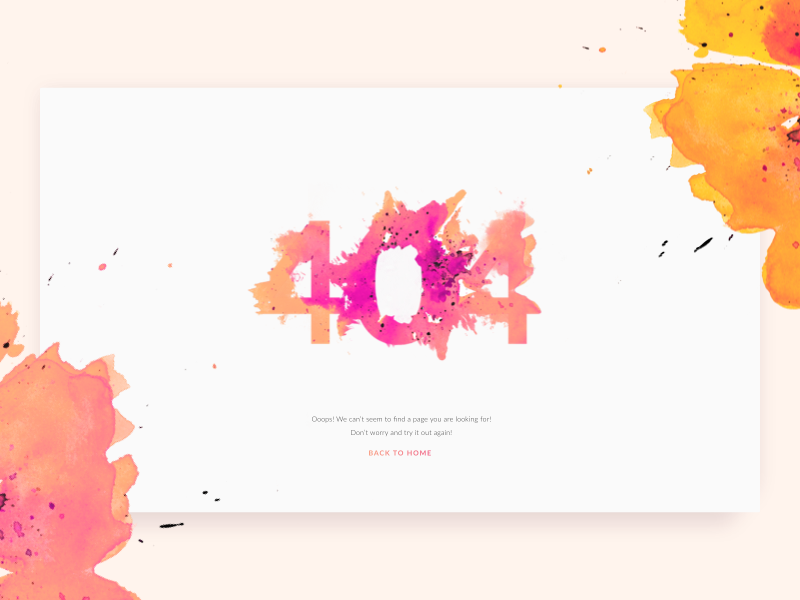 404
Ooops! We can't seem to find a page you are looking for!
Don't worry and try it out again!
BACK TO HOME